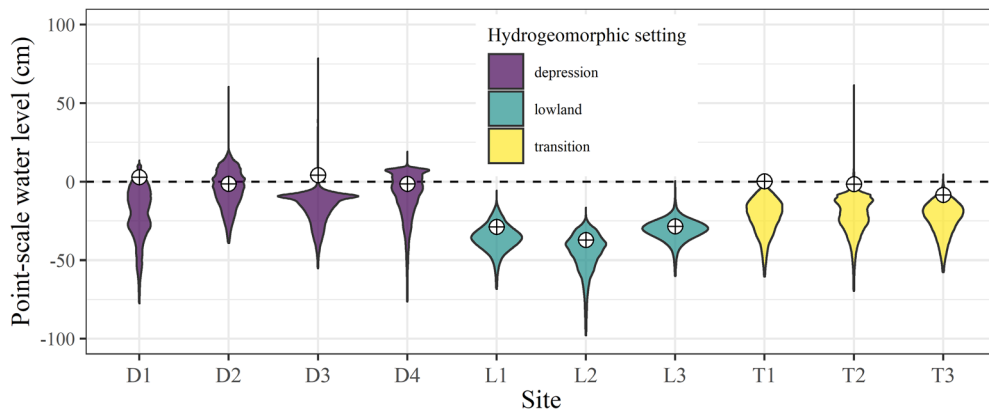 Point-scale water level (cm)
100
50
0
-50
-100
Hydrogeomorphic setting
depression
lowland
transition
D1 D2 D3 D4 L1 L2 L3 T1 T2 T3
Site